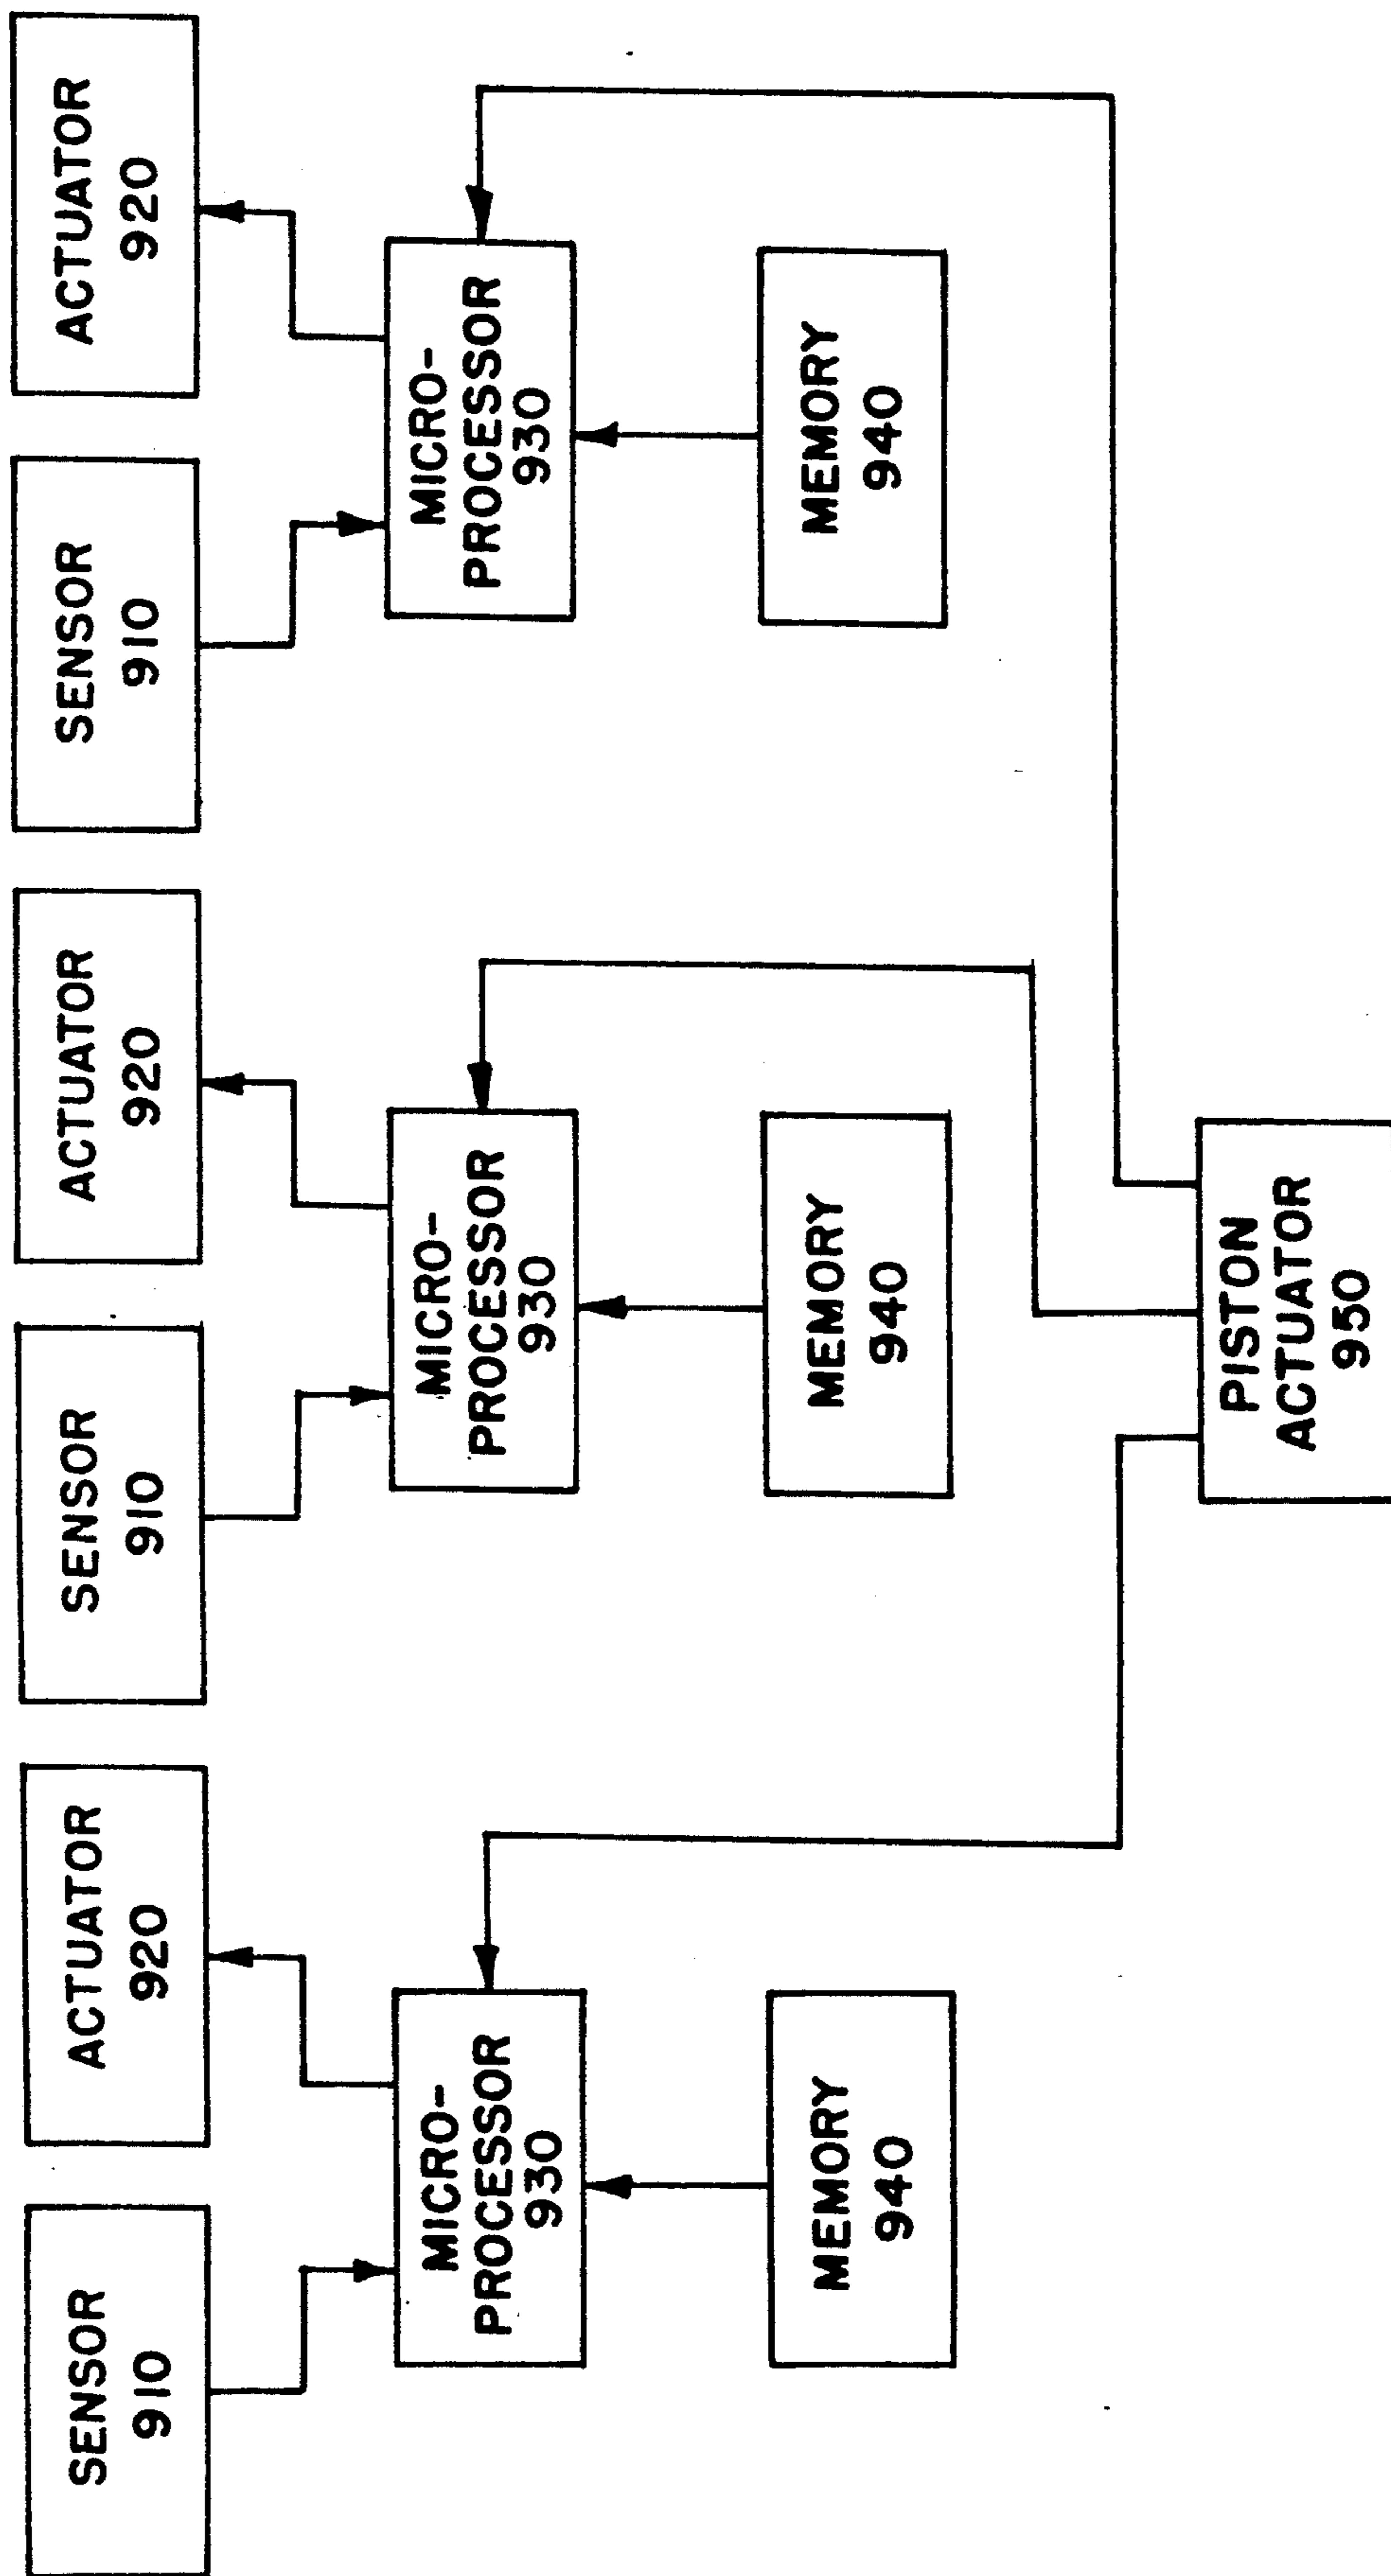 SENSOR
910
ACTUATOR
920
SENSOR
910
ACTUATOR
920
SENSOR
910
ACTUATOR
920
MICRO-
PROCESSOR
930
MICRO-
PROCESSOR
930
MICRO-
PROCESSOR
930
MEMORY
940
MEMORY
940
MEMORY
940
PISTON
ACTUATOR
950